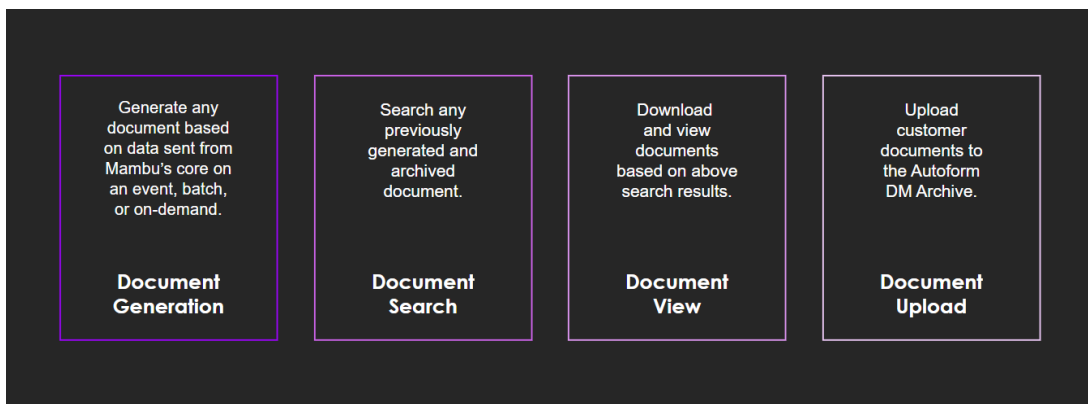 Generate any
document based
on data sent from
Mambu's core on
an event, batch,
or on-demand.
Document
Generation
Search any
previously
generated and
archived
document.
Document
Search
Download
and view
documents
based on above
search results.
Document
View
Upload
customer
documents to
the Autoform
DM Archive.
Document
Upload